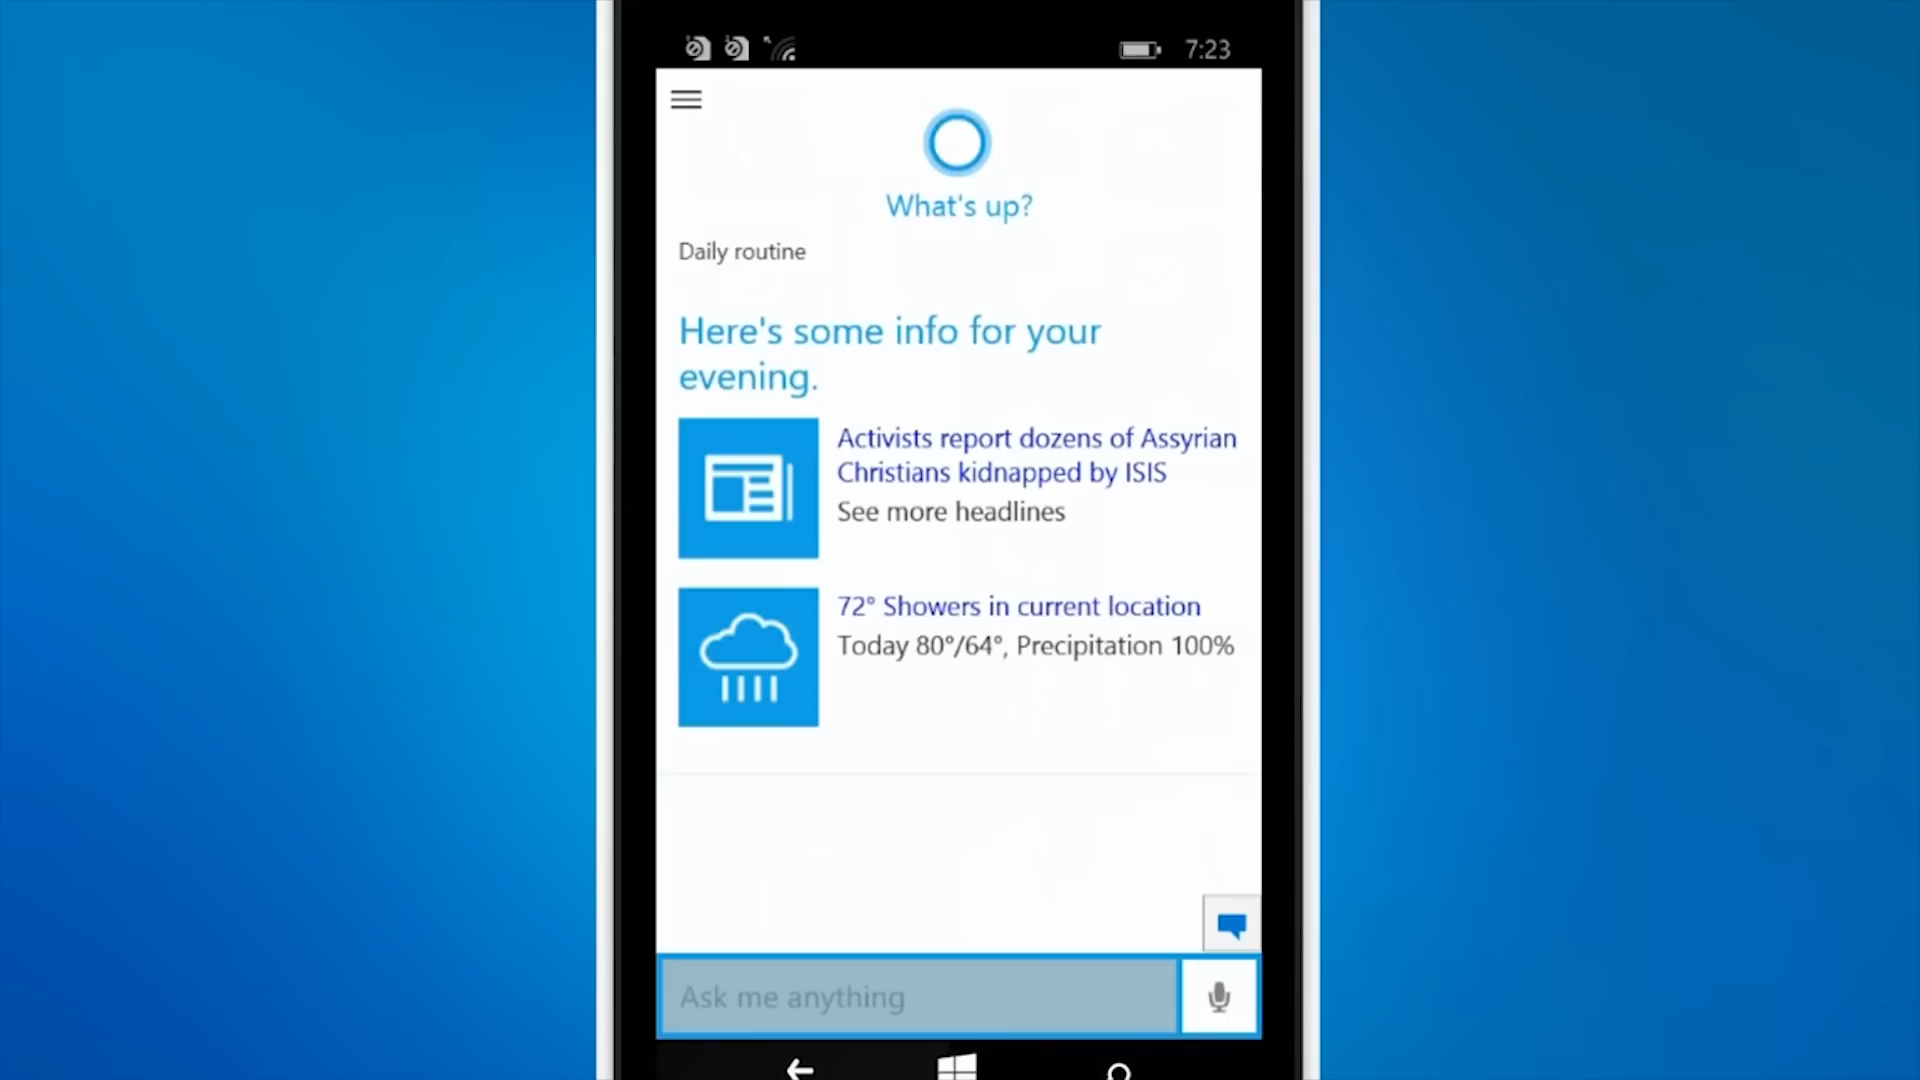 7:23
What's up?
Daily routine
Here's some info for your
evening.
Activists report dozens of Assyrian
Christians kidnapped by ISIS
See more headlines
72° Showers in current location
Today 80°/64°, Precipitation 100%
Ask me anything